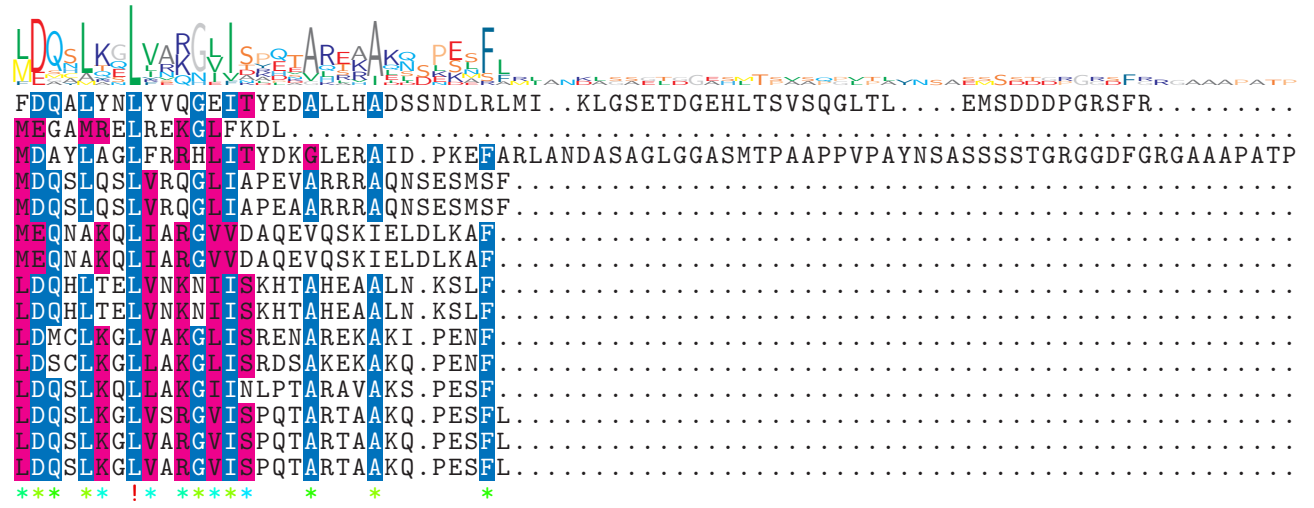 FDQALYNLYVQGEITYEDALLHADSSNDLRLMI..KLGSETDGEHLTSVSQGLTL....EMSDDDPGRSFR.........
MEGAMRELREKGLFKDL...............................................................
MDAYLAGLFRRHLITYDKGLERAID.PKEFARLANDASAGLGGASMTPAAPPVPAYNSASSSSTGRGGDFGRGAAAPATP
MDQSLQSLVRQGLIAPEVARRRAQNSESMSF.................................................
MDQSLQSLVRQGLIAPEAARRRAQNSESMSF.................................................
MEQNAKQLIARGVVDAQEVQSKIELDLKAF..................................................
MEQNAKQLIARGVVDAQEVQSKIELDLKAF..................................................
LDQHLTELVNKNIISKHTAHEAALN.KSLF..................................................
LDQHLTELVNKNIISKHTAHEAALN.KSLF..................................................
LDMCLKGLVAKGLISRENAREKAKI.PENF..................................................
LDSCLKGLLAKGLISRDSAKEKAKQ.PENF..................................................
LDQSLKQLLAKGIINLPTARAVAKS.PESF..................................................
LDQSLKGLVSRGVISPQTARTAAKQ.PESFL.................................................
LDQSLKGLVARGVISPQTARTAAKQ.PESFL.................................................
LDQSLKGLVARGVISPQTARTAAKQ.PESFL.................................................
*** ** !* ***** * * *